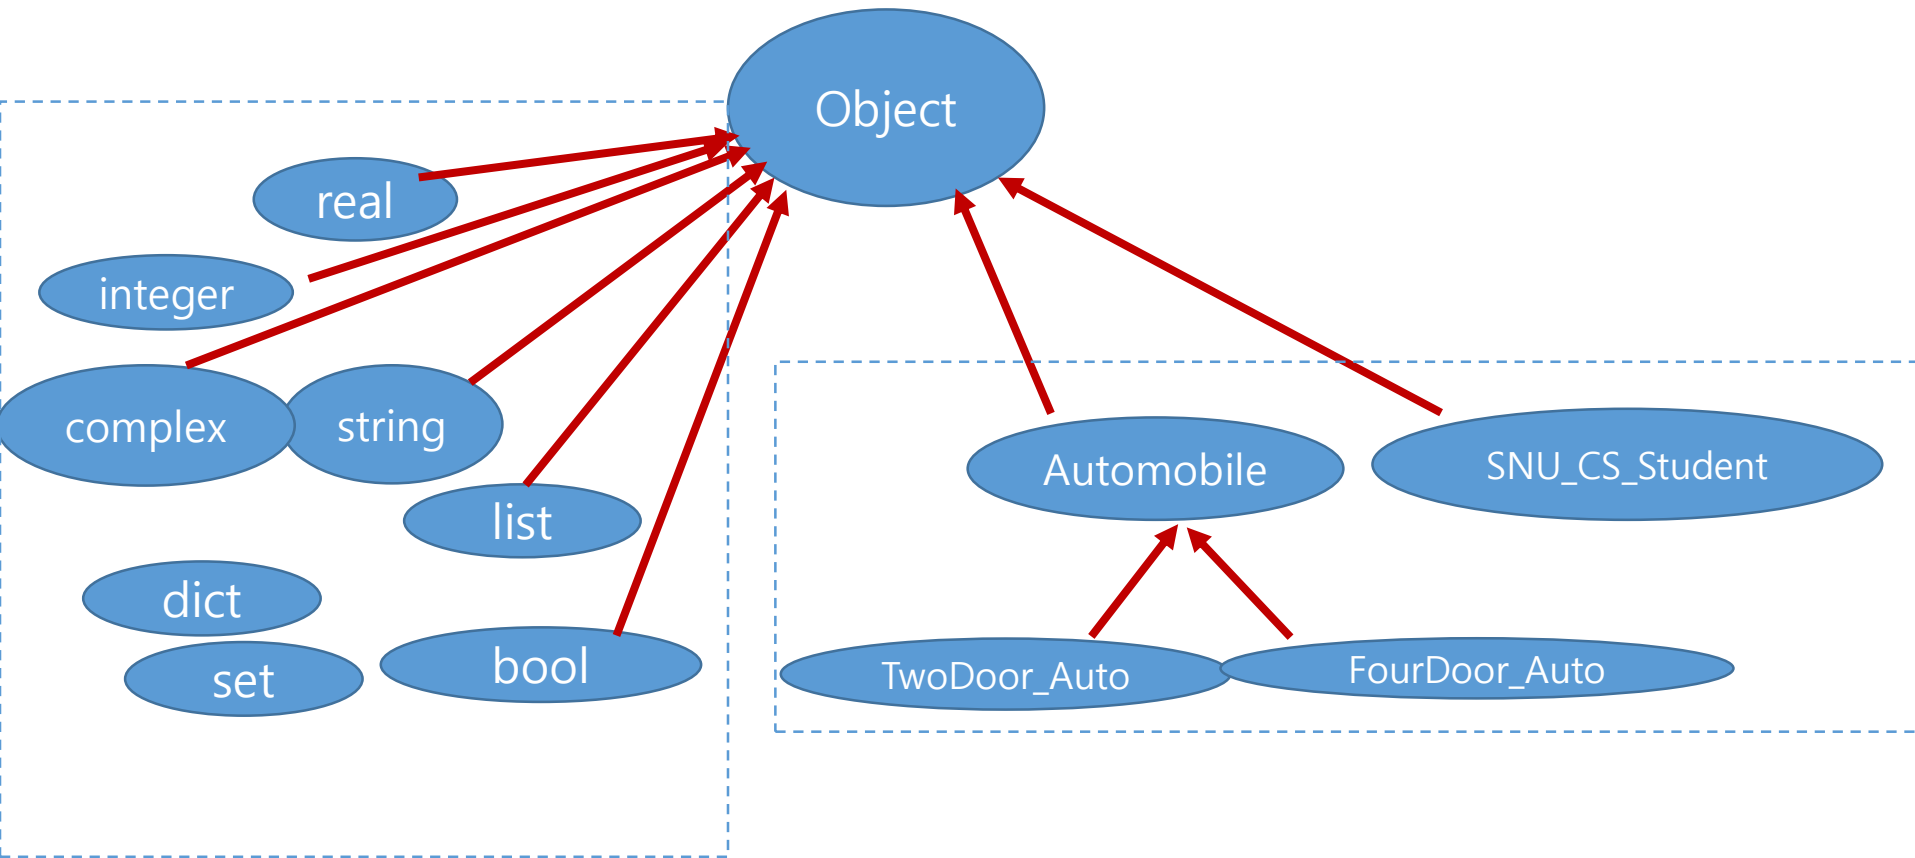 Object
real
integer
complex
string
list
dict
set
bool
Automobile
SNU_CS_Student
TwoDoor_Auto
FourDoor_Auto